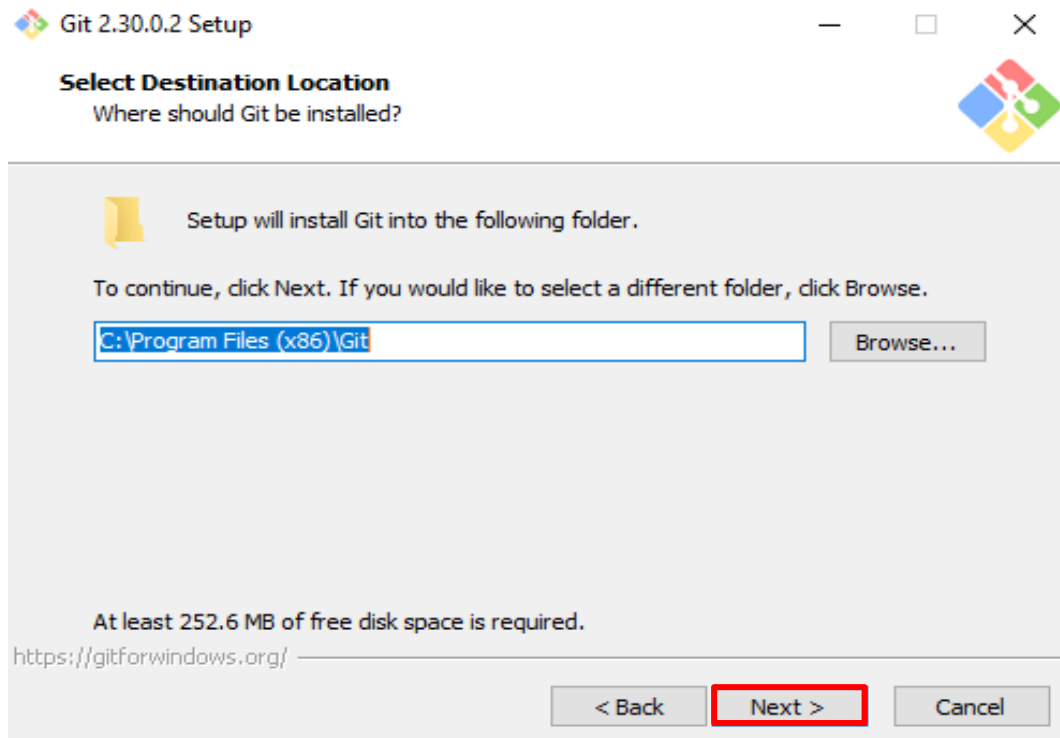 Git 2.30.0.2 Setup
Select Destination Location
Where should Git be installed?
Setup will install Git into the following folder.
To continue, click Next. If you would like to select a different folder, click Browse.
C:\Program Files (x86)\Git
Browse...
At least 252.6 MB of free disk space is required.
https://gitforwindows.org/
< Back Next > Cancel